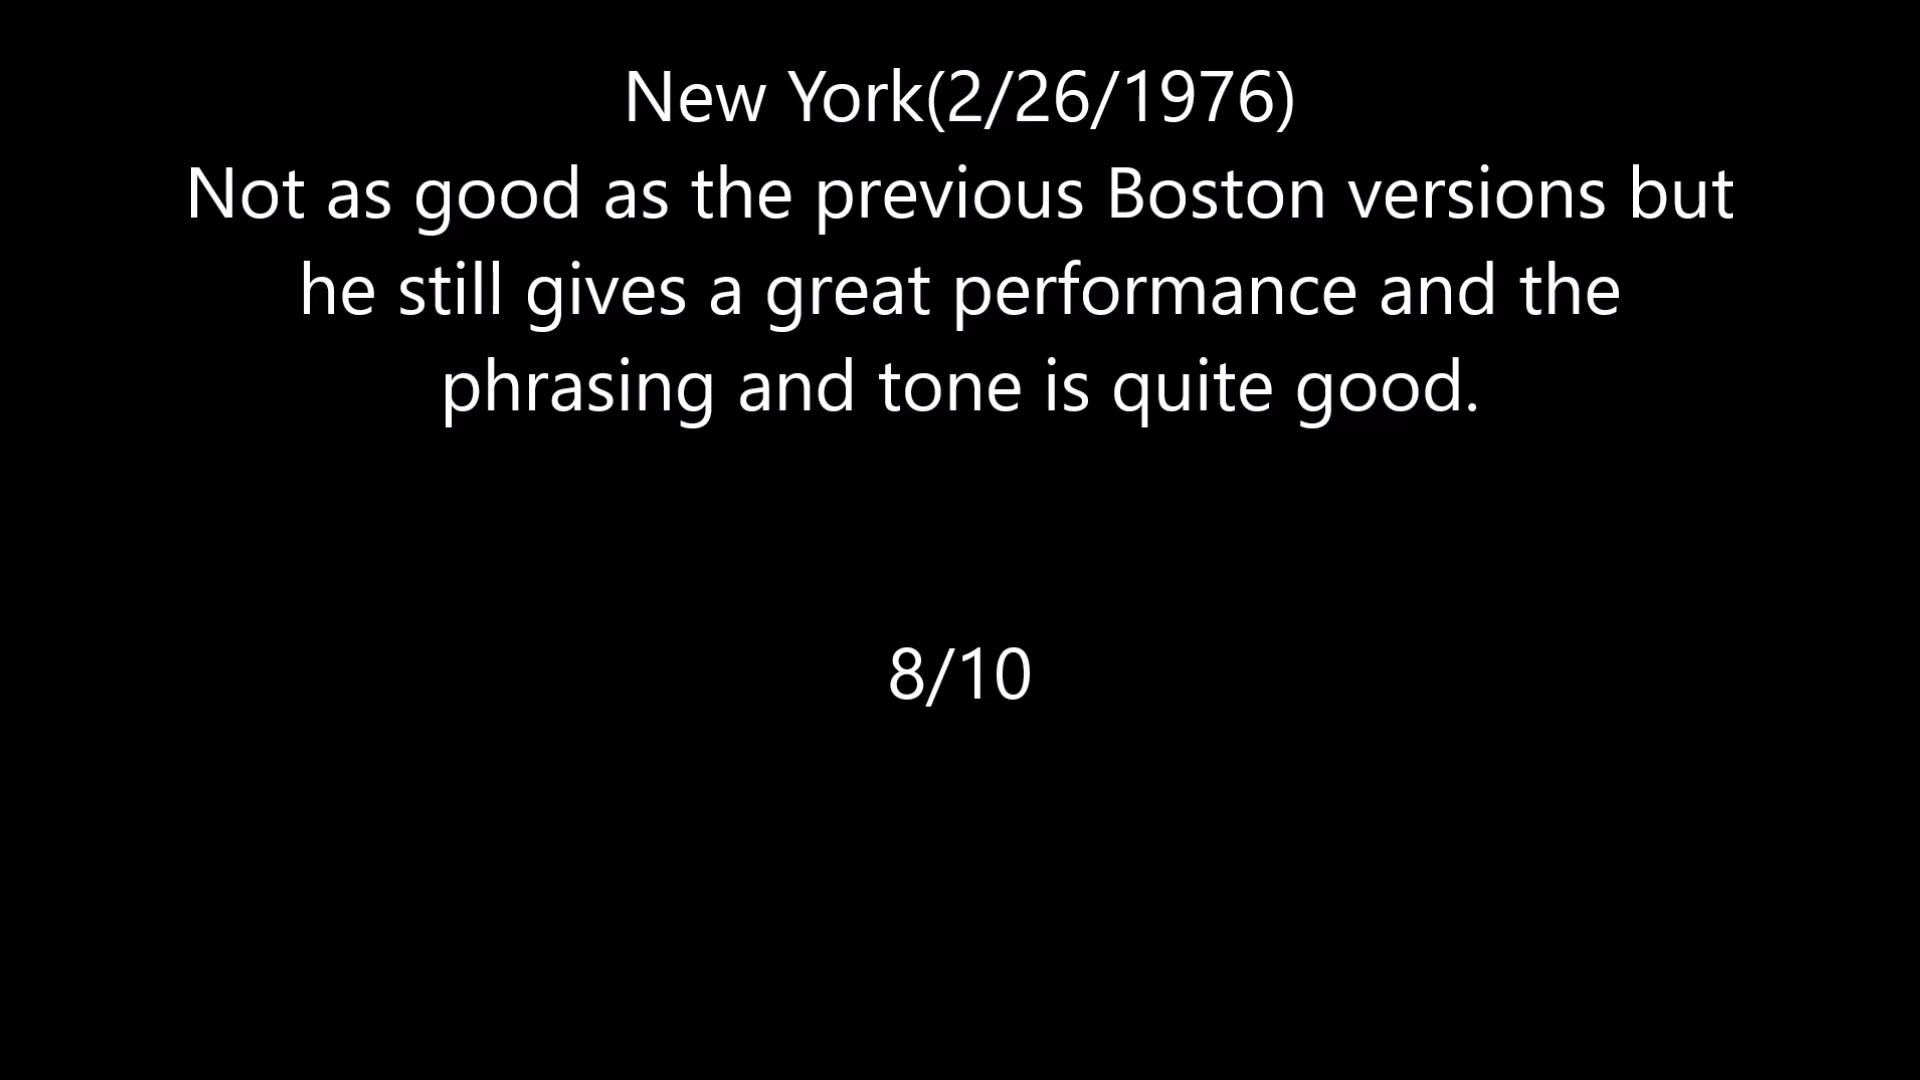 New York(2/26/1976)
Not as good as the previous Boston versions but
he still gives a great performance and the
phrasing and tone is quite good.
8/10